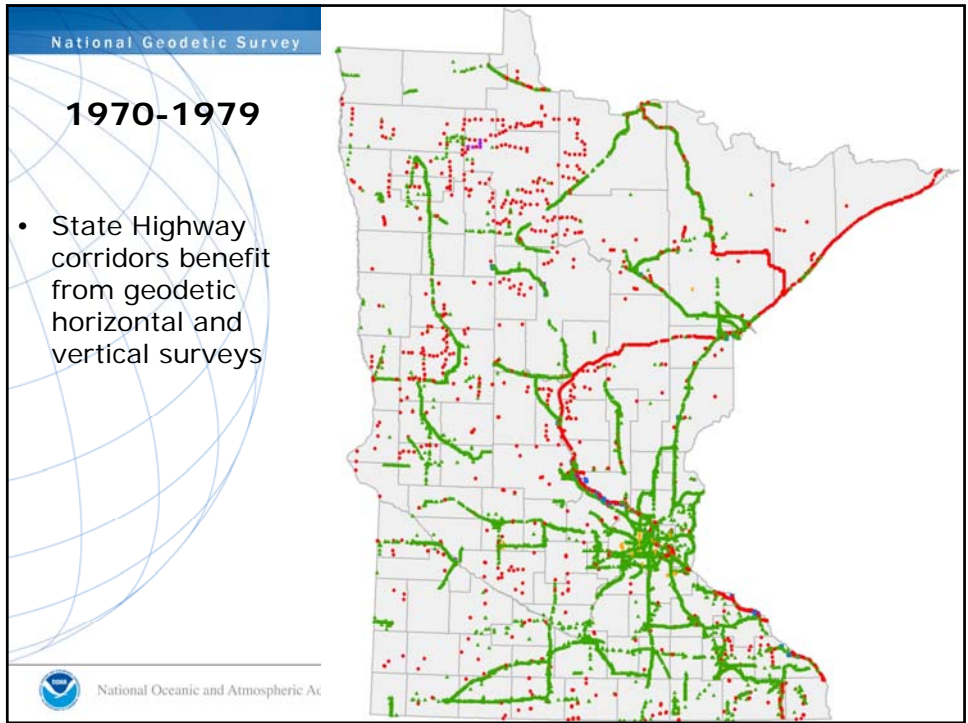 National Geodetic Survey
1970-1979
• State Highway
corridors benefit
from geodetic
horizontal and
vertical surveys
National Oceanic and Atmospheric Ad